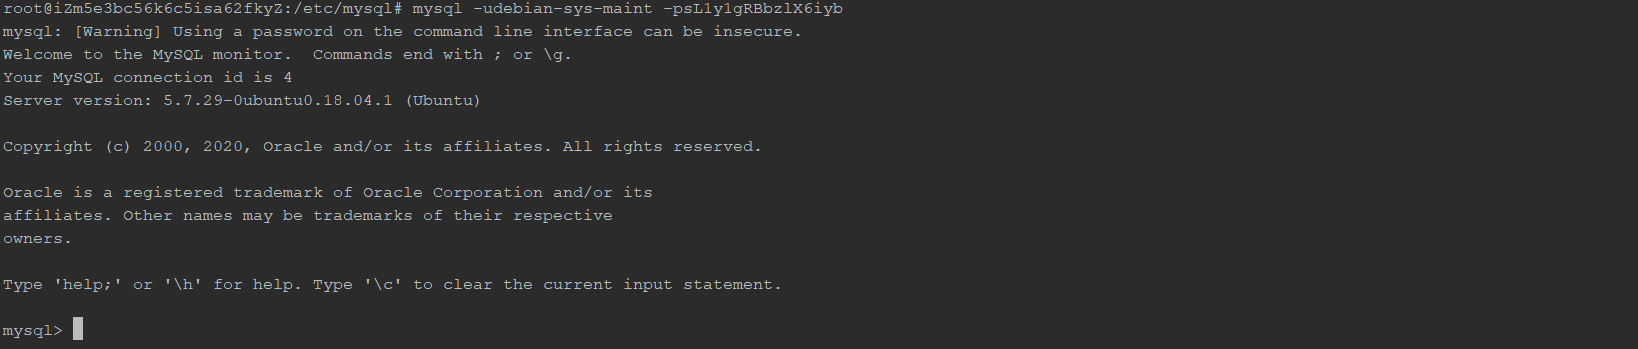 root@iZm5e3bc56k6c5isa62fkyZ:/etc/mysql# mysql -udebian-sys-maint -psL1y1gRBbzlX6iyb
mysql: [Warning] Using a password on the command line interface can be insecure.
Welcome to the MySQL monitor.  Commands end with ; or \g.
Your MySQL connection id is 4
Server version: 5.7.29-0ubuntu0.18.04.1 (Ubuntu)
Copyright (c) 2000, 2020, Oracle and/or its affiliates. All rights reserved.
Oracle is a registered trademark of Oracle Corporation and/or its
affiliates. Other names may be trademarks of their respective
owners.
Type 'help;' or '\h' for help. Type '\c' to clear the current input statement.
mysql>